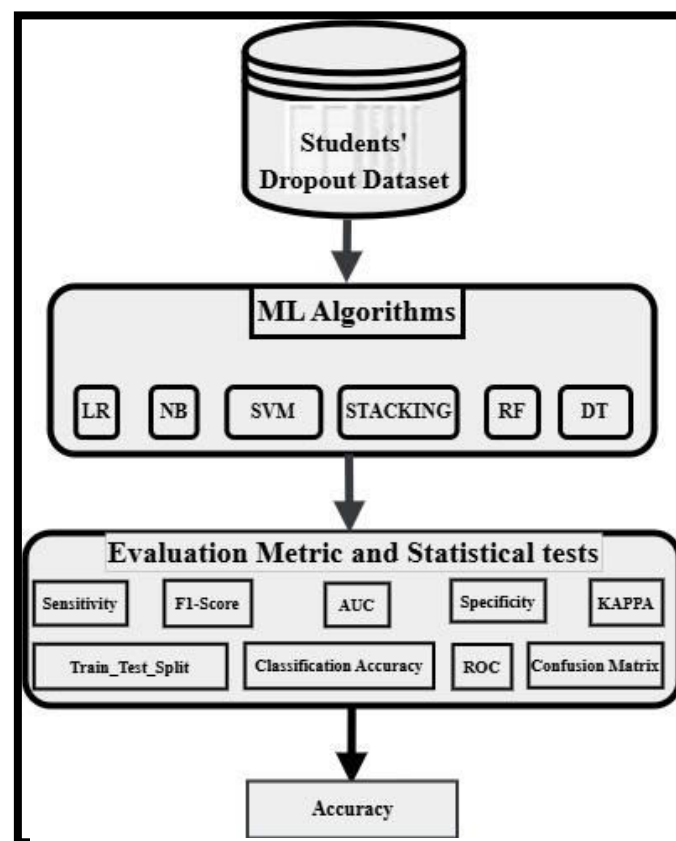 Students'
Dropout Dataset
ML Algorithms
LR NB SVM STACKING RF DT
Evaluation Metric and Statistical tests
Sensitivity F1-Score AUC Specificity KAPPA
Train_Test_Split Classification Accuracy ROC Confusion Matrix
Accuracy